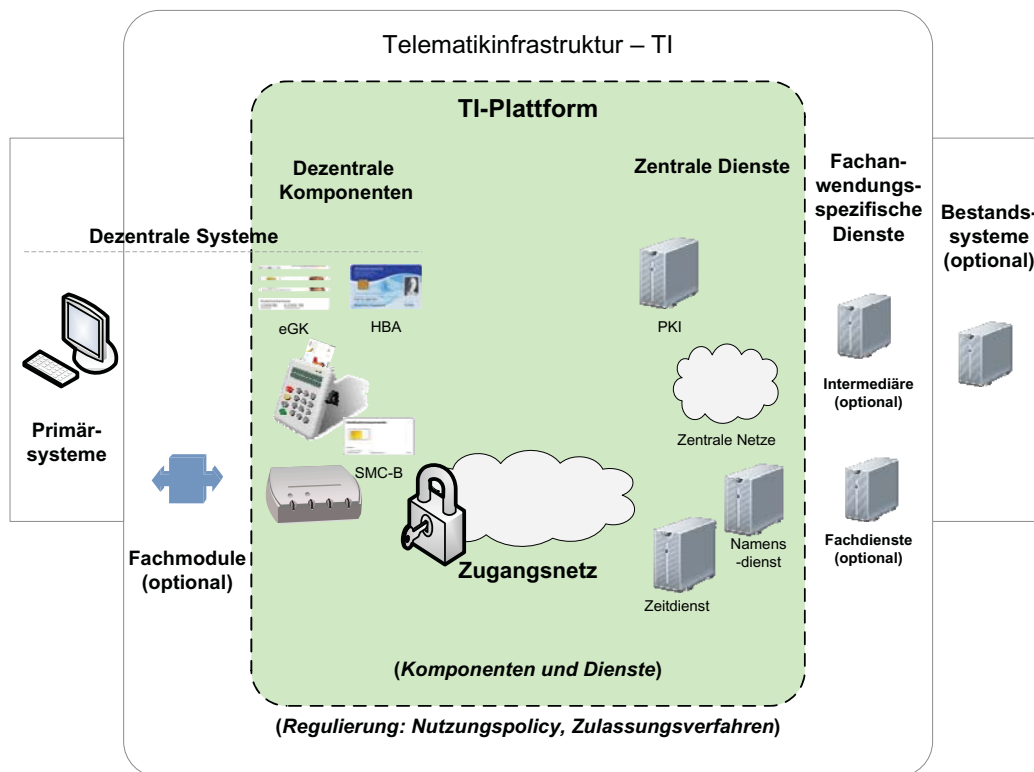 Telematikinfrastruktur – TI
TI-Plattform
Dezentrale
Komponenten
Zentrale Dienste
Fachan-
wendungs-
spezifische
Dienste
Bestands-
systeme
(optional)
Dezentrale Systeme
eGK
HBA
PKI
Intermediäre
(optional)
Primär-
systeme
Zentrale Netze
SMC-B
Fachmodule
(optional)
Zugangsnetz
Namens
-dienst
Zeitdienst
Fachdienste
(optional)
(Komponenten und Dienste)
(Regulierung: Nutzungspolicy, Zulassungsverfahren)